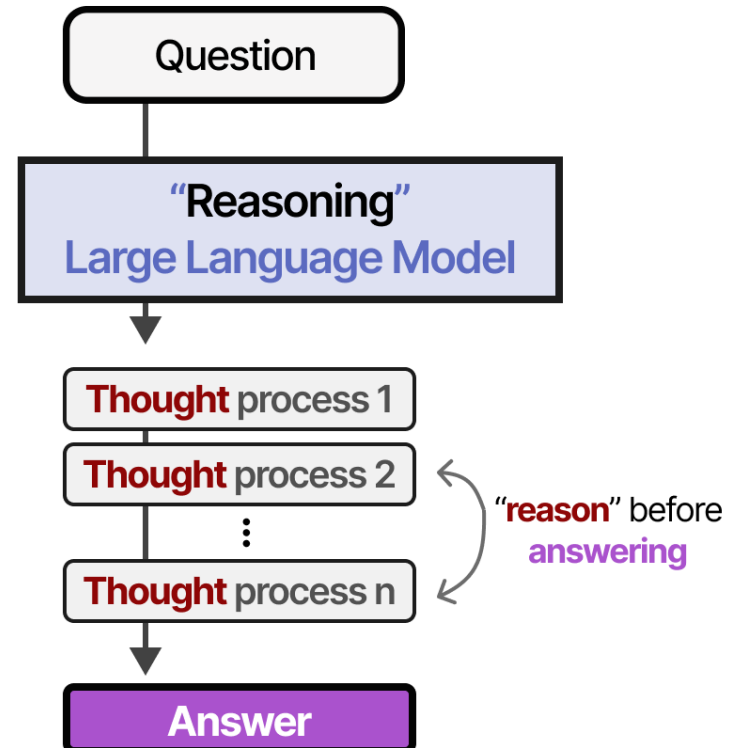 Question
“Reasoning”
Large Language Model
Thought process 1
Thought process 2
⋮
Thought process n
“reason” before
answering
Answer